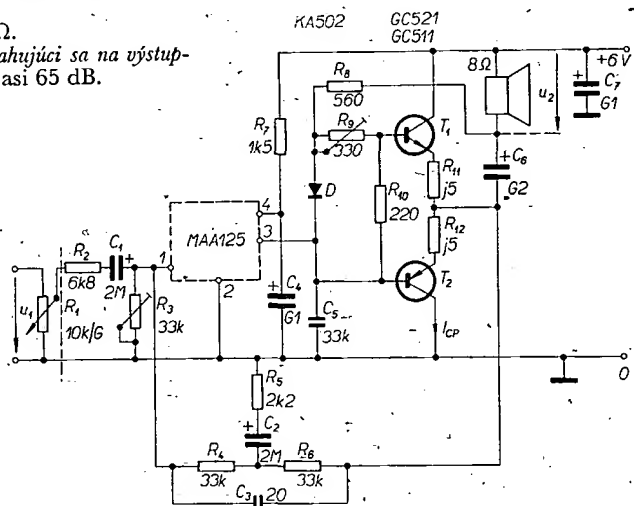 Ω.
ahujúci sa na výstup-
asi 65 dB.
KA502
GC521
GC511
+6V
8Ω
u₂
+
C₇
G1
R₈
560
R₇
1k5
R₉
330
T₁
R₁₁
j5
+
C₆
G2
D
R₁₀
220
R₁₂
j5
4
3
MAA125
1
2
R₂
6k8
C₁
+
2M
u₁
R₁
10k/G
R₃
33k
+
C₄
G1
C₅
33k
T₂
I_CP
0
R₅
2k2
+
C₂
2M
R₄
33k
R₆
33k
C₃
20